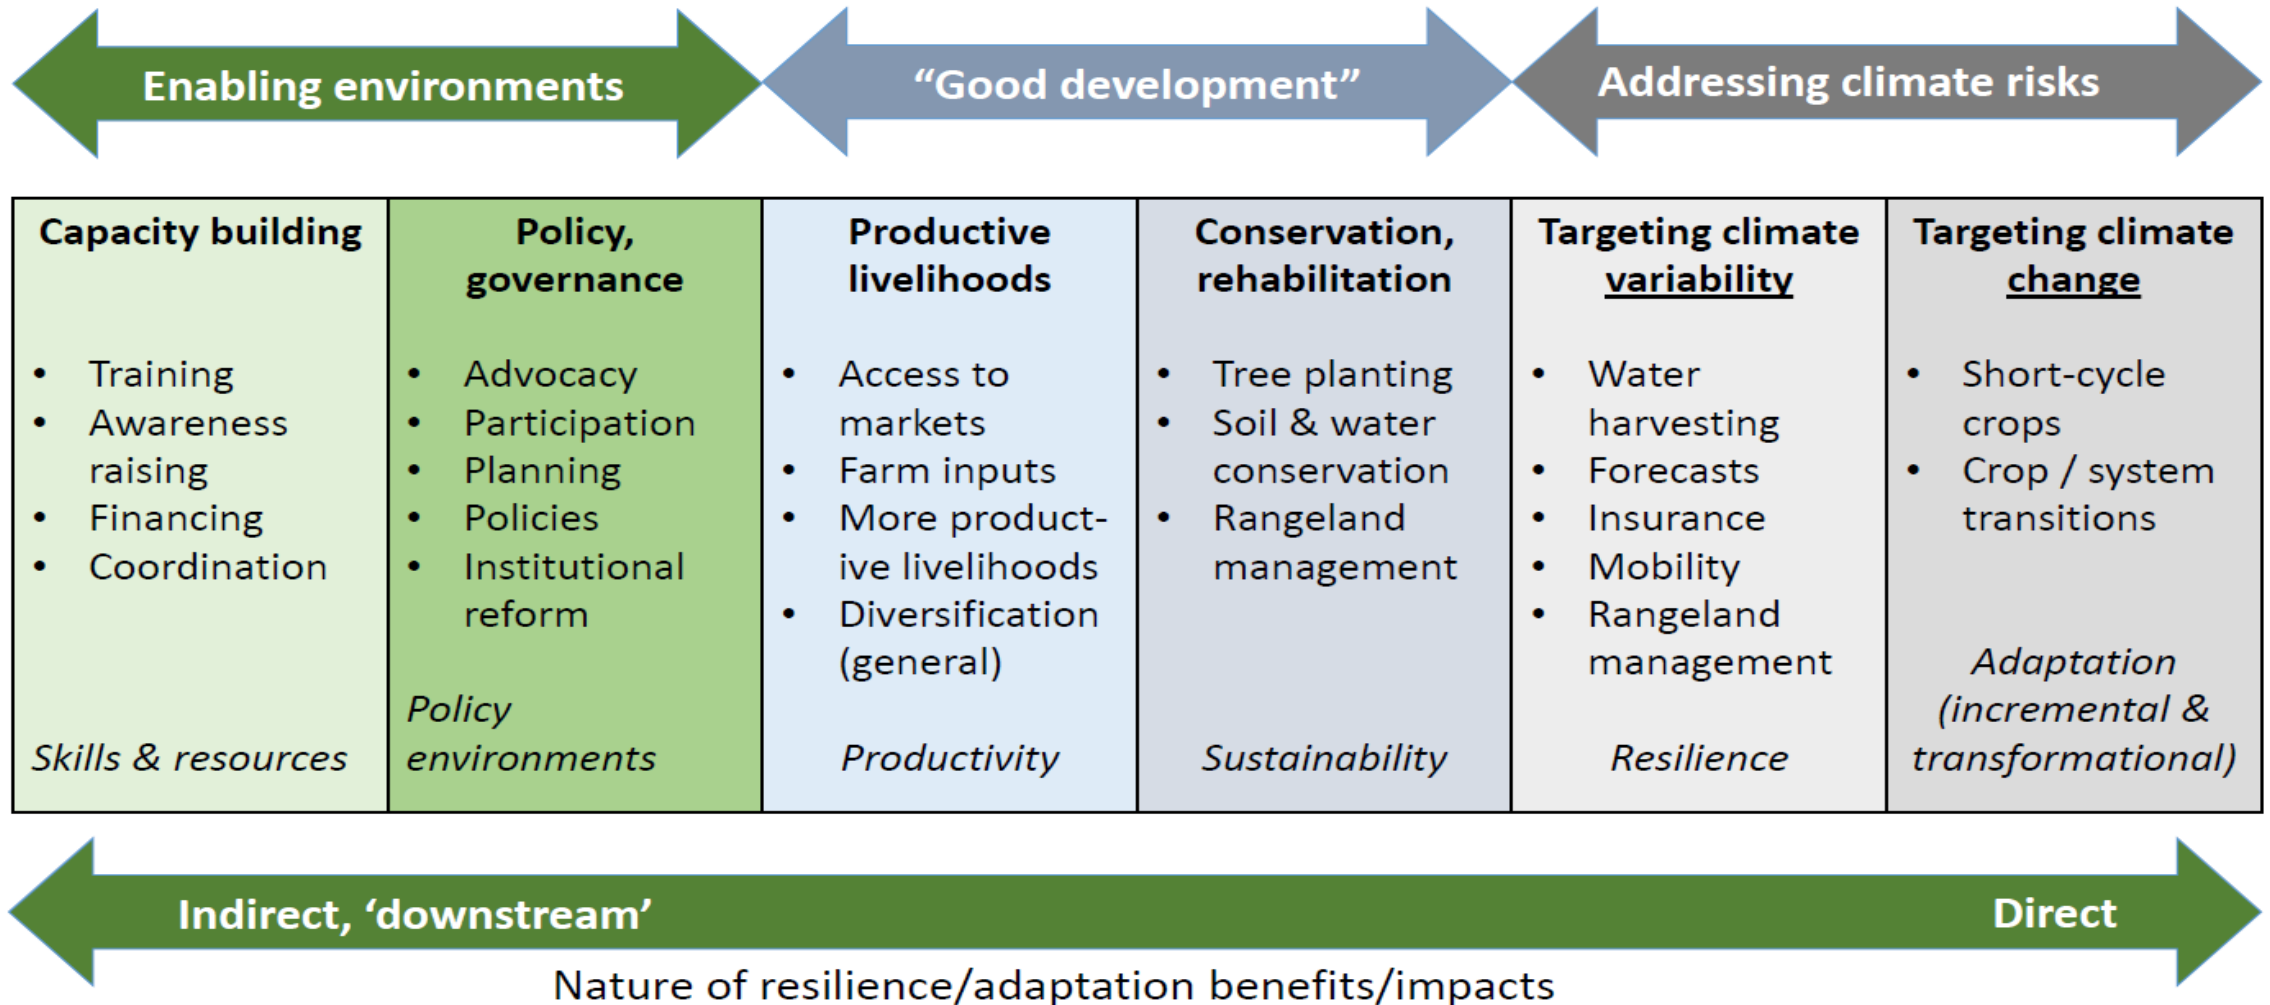 Enabling environments
“Good development”
Addressing climate risks
Capacity building
• Training
• Awareness
raising
• Financing
• Coordination
Skills & resources
Policy,
governance
• Advocacy
• Participation
• Planning
• Policies
• Institutional
reform
Policy
environments
Productive
livelihoods
• Access to
markets
• Farm inputs
• More product-
ive livelihoods
• Diversification
(general)
Productivity
Conservation,
rehabilitation
• Tree planting
• Soil & water
conservation
• Rangeland
management
Sustainability
Targeting climate
variability
• Water
harvesting
• Forecasts
• Insurance
• Mobility
• Rangeland
management
Resilience
Targeting climate
change
• Short-cycle
crops
• Crop / system
transitions
Adaptation
(incremental &
transformational)
Indirect, ‘downstream’
Direct
Nature of resilience/adaptation benefits/impacts